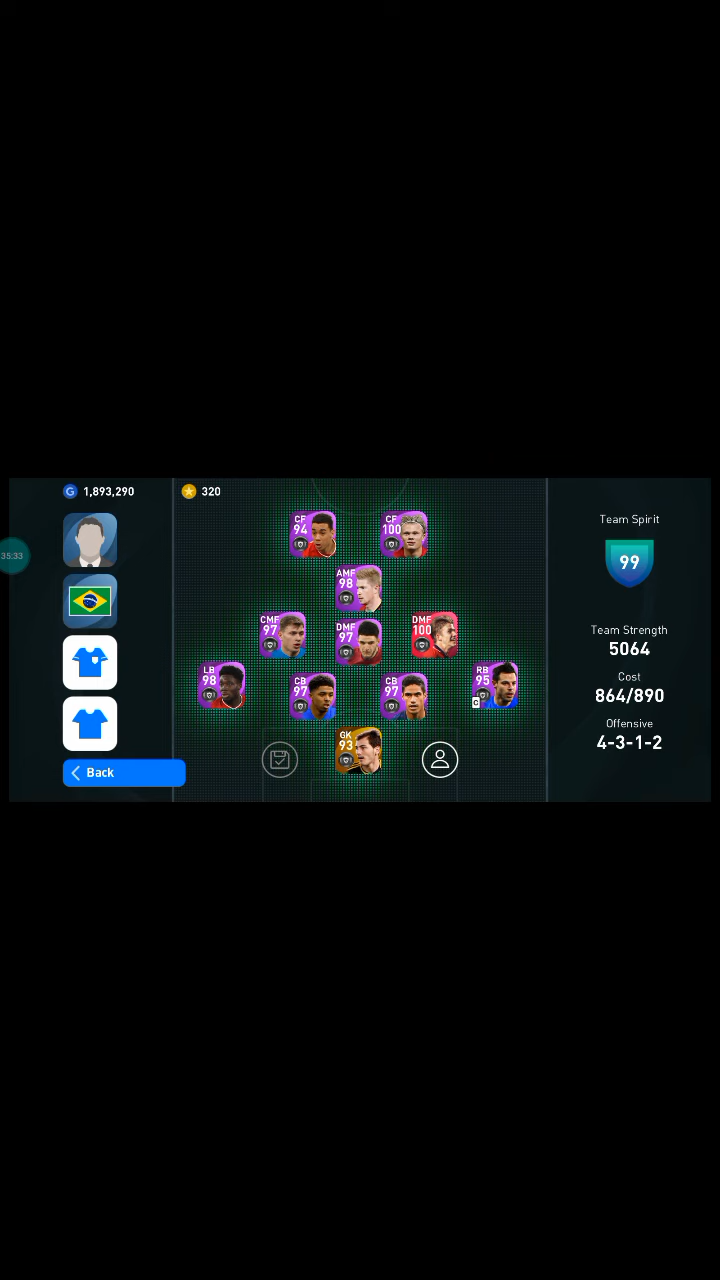 G 1,893,290
320
35:33
CF
94
CF
100
AMF
98
CMF
97
DMF
97
DMF
100
LB
98
CB
97
CB
97
RB
95
C
GK
93
Back
Team Spirit
99
Team Strength
5064
Cost
864/890
Offensive
4-3-1-2